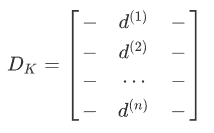 − d^{(1)} −
− d^{(2)} −
D_K =
− ⋯ −
− d^{(n)} −